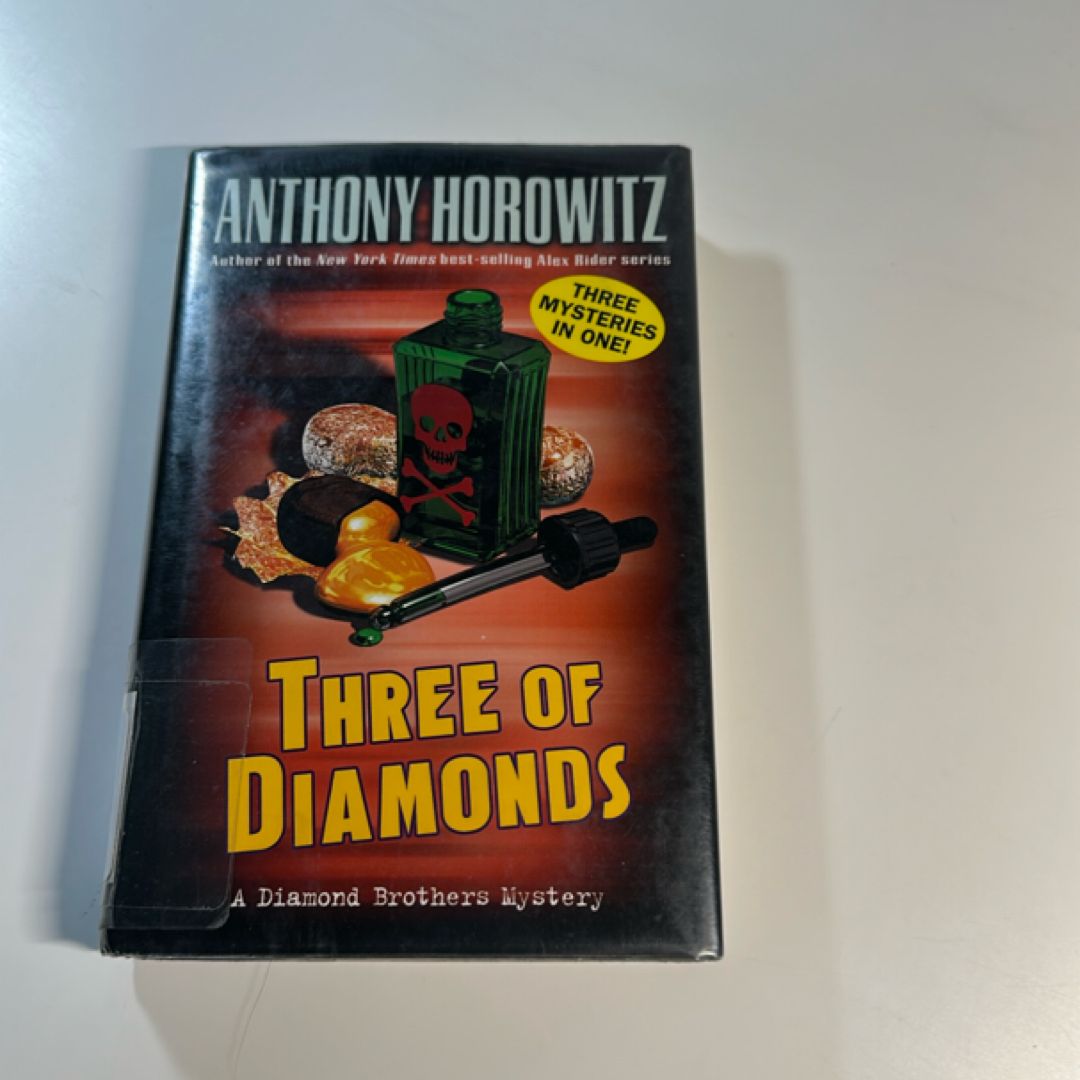 ANTHONY HOROWITZ
Author of the New York Times best-selling Alex Rider series
THREE
MYSTERIES
IN ONE!
THREE OF
DIAMONDS
A Diamond Brothers Mystery